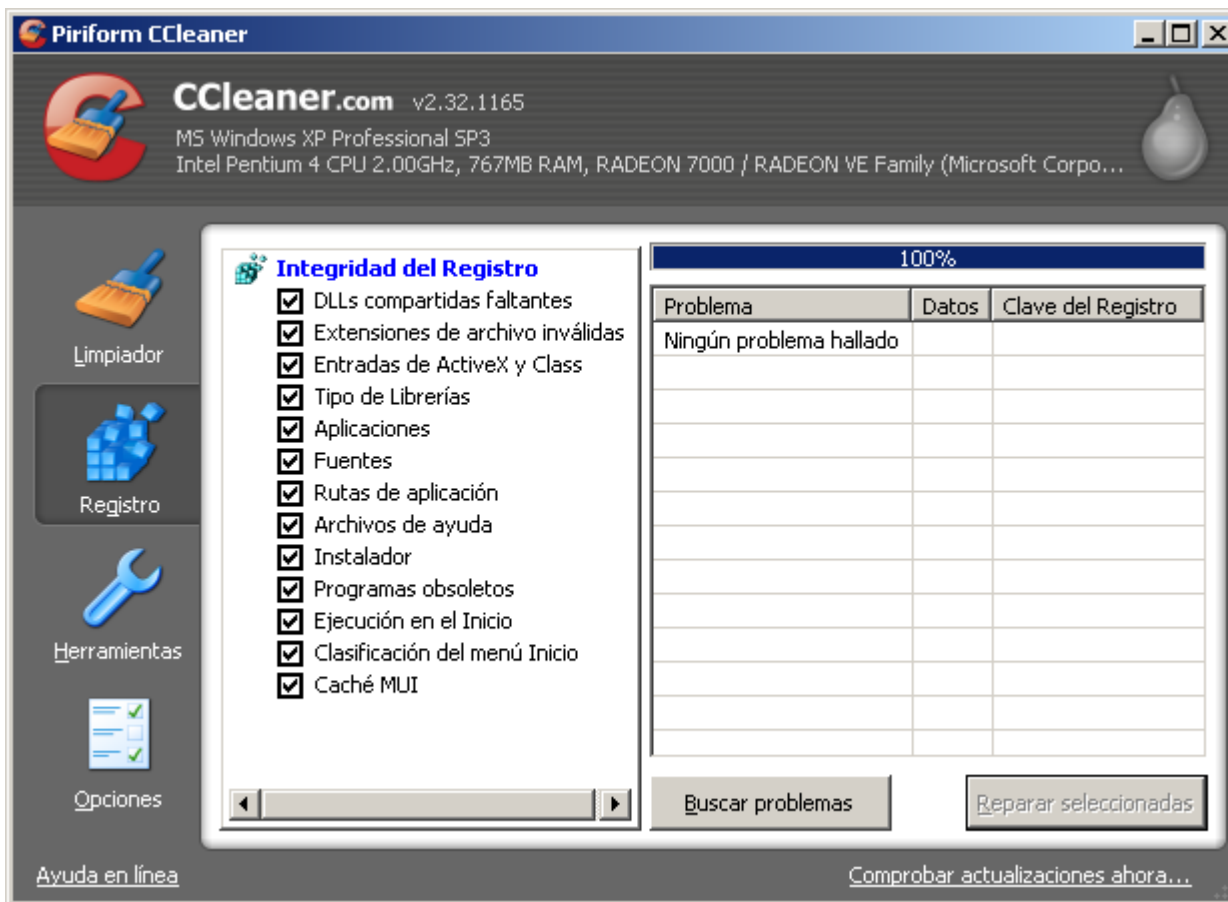 Piriform CCleaner
CCleaner.com v2.32.1165
MS Windows XP Professional SP3
Intel Pentium 4 CPU 2.00GHz, 767MB RAM, RADEON 7000 / RADEON VE Family (Microsoft Corpo...
Limpiador
Registro
Herramientas
Opciones
Integridad del Registro
DLLs compartidas faltantes
Extensiones de archivo inválidas
Entradas de ActiveX y Class
Tipo de Librerías
Aplicaciones
Fuentes
Rutas de aplicación
Archivos de ayuda
Instalador
Programas obsoletos
Ejecución en el Inicio
Clasificación del menú Inicio
Caché MUI
100%
Problema Datos Clave del Registro
Ningún problema hallado
Buscar problemas Reparar seleccionadas
Ayuda en línea Comprobar actualizaciones ahora...